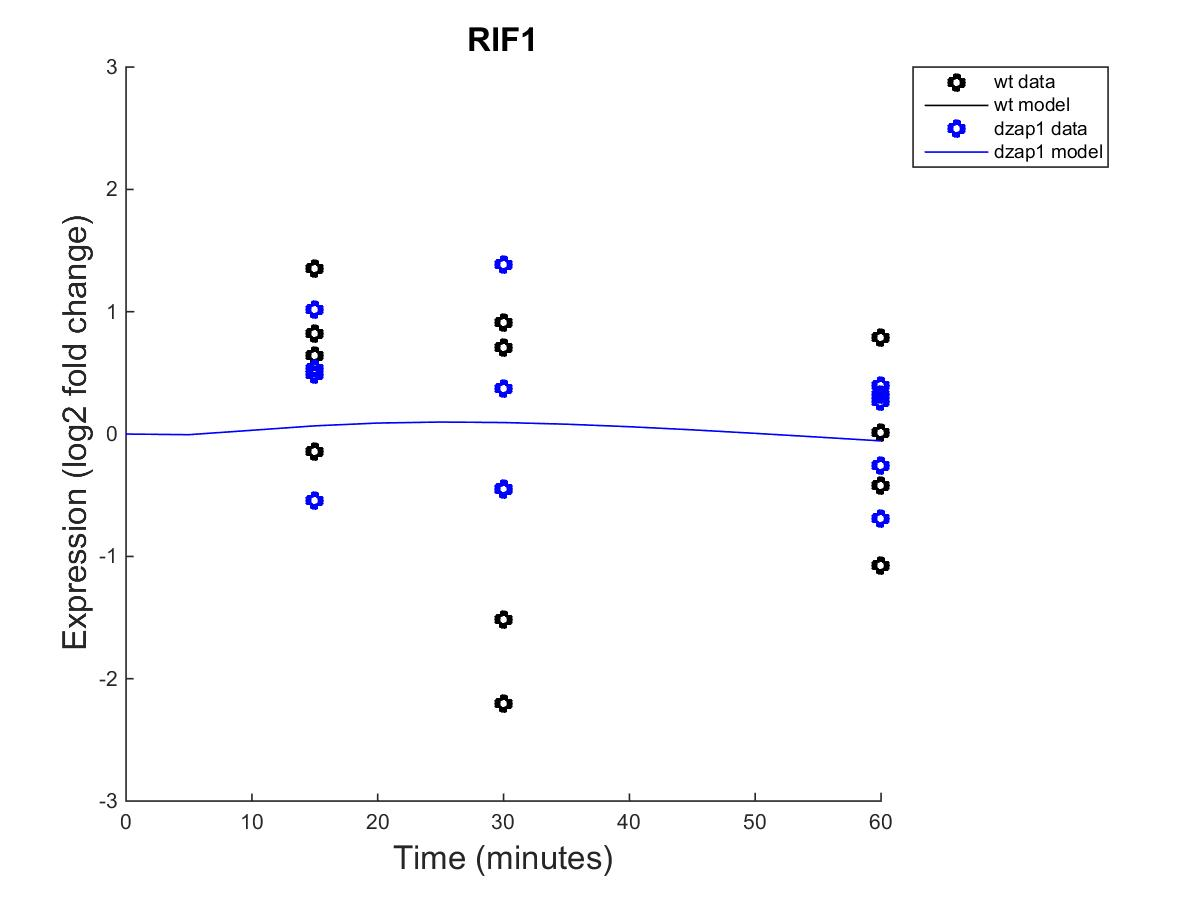 RIF1
wt data
wt model
dzap1 data
dzap1 model
3
2
1
0
-1
-2
-3
Expression (log2 fold change)
0 10 20 30 40 50 60
Time (minutes)